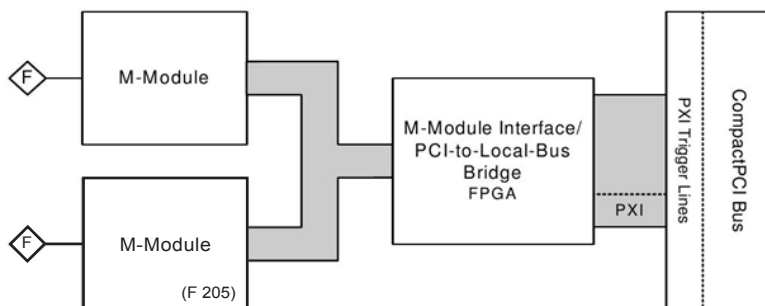 F
M-Module
F
M-Module
(F 205)
M-Module Interface/
PCI-to-Local-Bus
Bridge
FPGA
PXI
PXI Trigger Lines
CompactPCI Bus